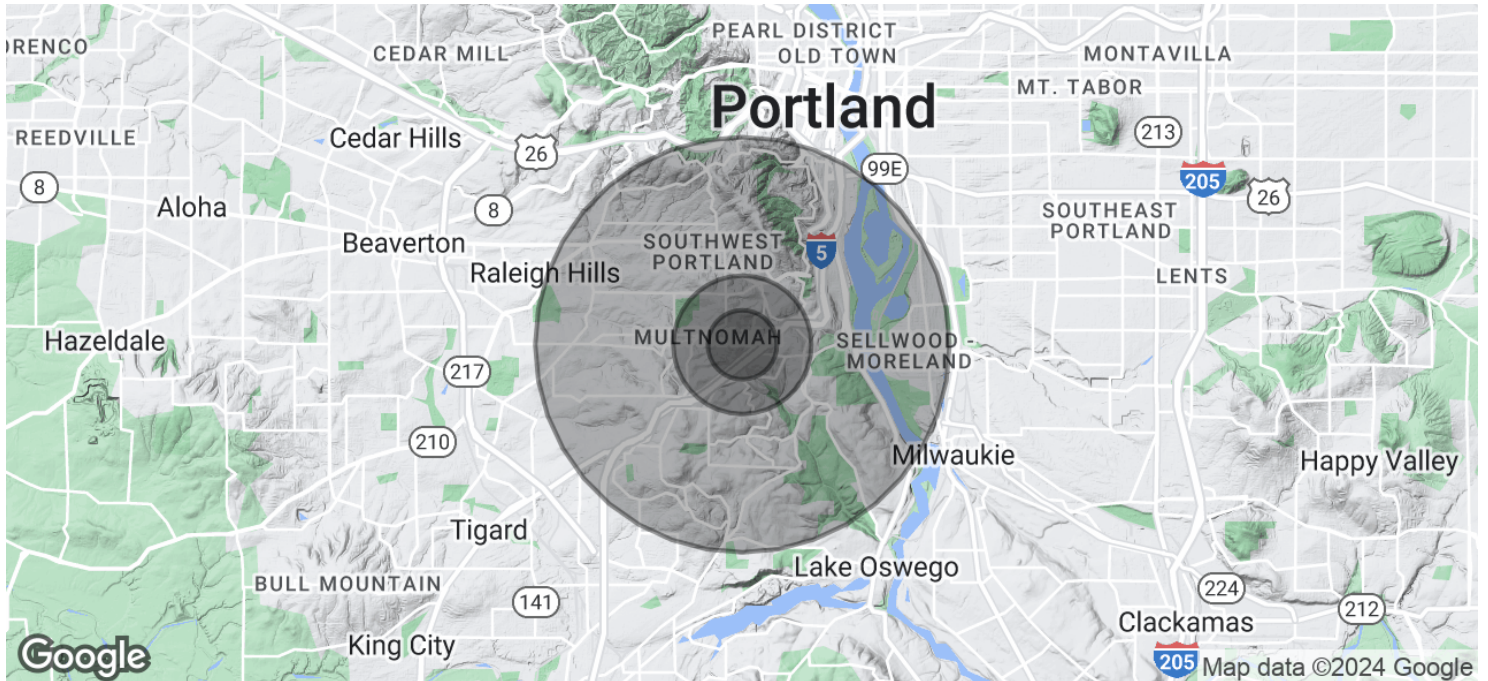 ORENCO
CEDAR MILL
PEARL DISTRICT
OLD TOWN
MONTAVILLA
MT. TABOR
Portland
REEDVILLE
Cedar Hills
26
213
99E
205
26
8
8
Aloha
Beaverton
SOUTHWEST
PORTLAND
5
SOUTHEAST
PORTLAND
Raleigh Hills
LENTS
Hazeldale
MULTNOMAH
SELLWOOD -
MORELAND
217
210
Milwaukie
Happy Valley
Tigard
Lake Oswego
BULL MOUNTAIN
141
224
212
Clackamas
King City
Google
205
Map data ©2024 Google